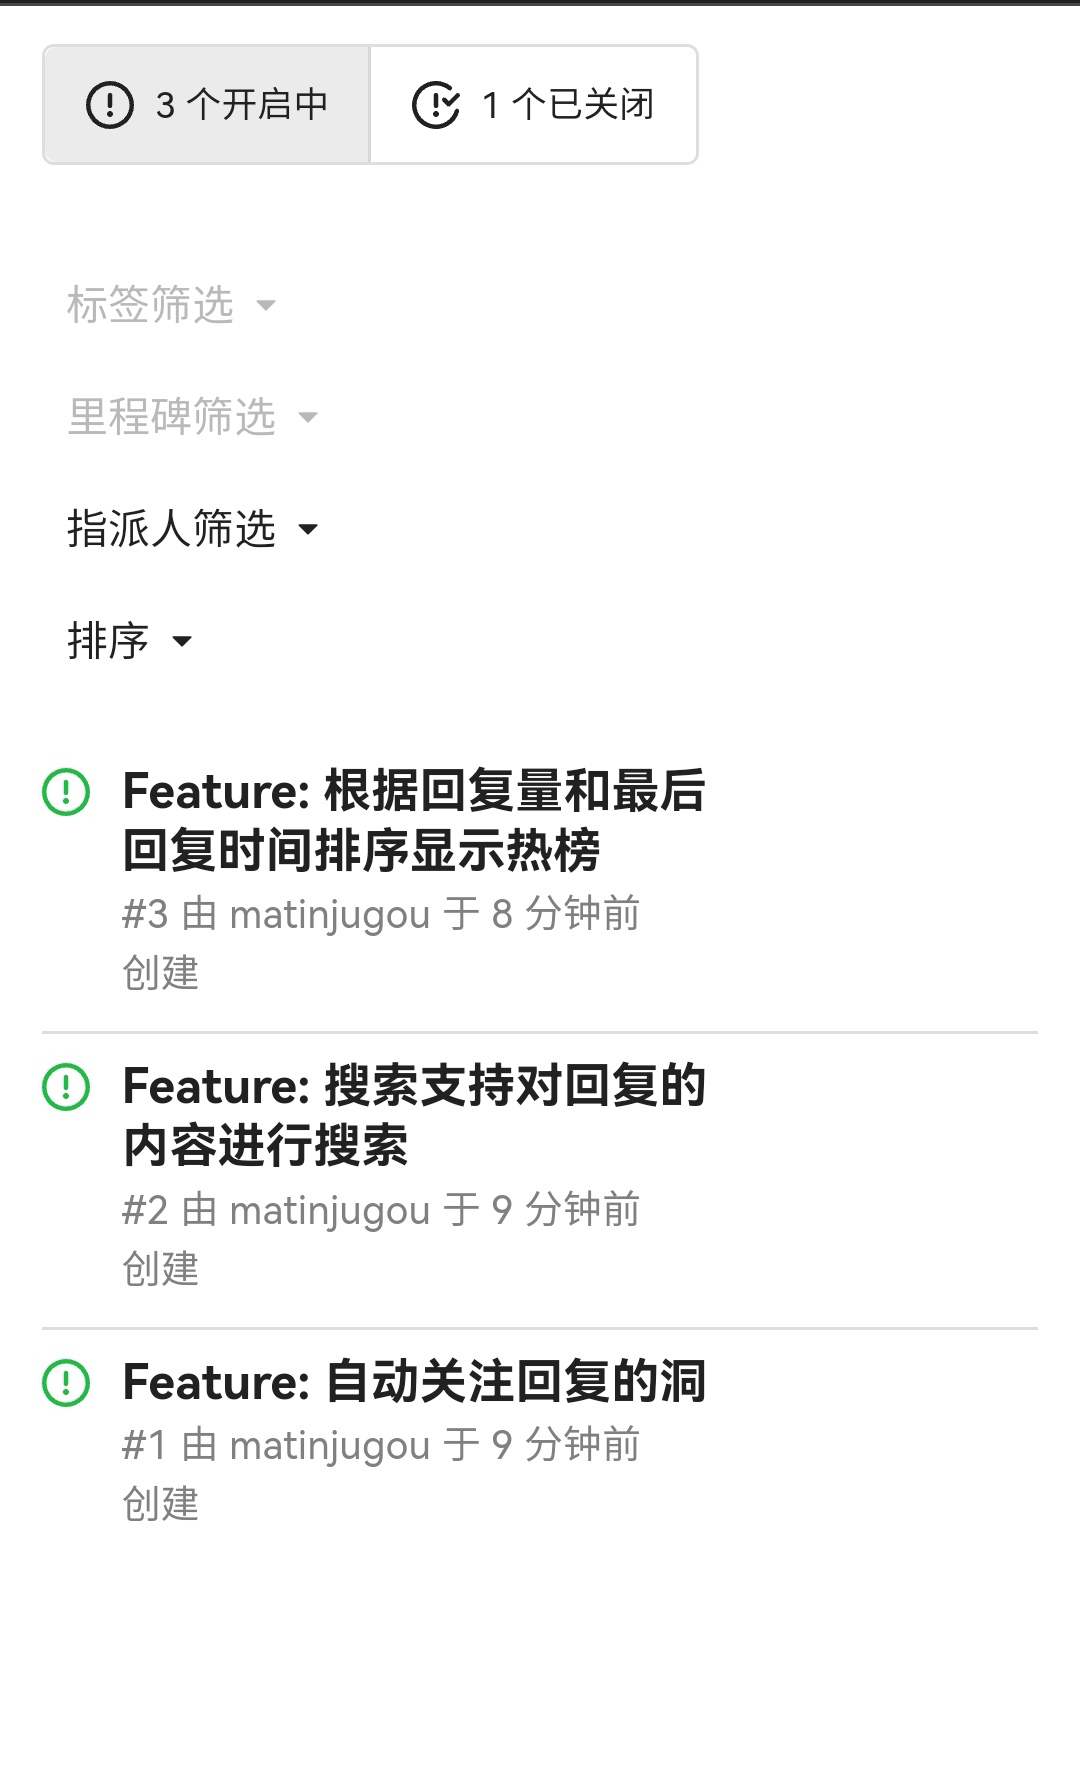 3 个开启中
1 个已关闭
标签筛选
里程碑筛选
指派人筛选
排序
Feature: 根据回复量和最后
回复时间排序显示热榜
#3 由 matinjugou 于 8 分钟前
创建
Feature: 搜索支持对回复的
内容进行搜索
#2 由 matinjugou 于 9 分钟前
创建
Feature: 自动关注回复的洞
#1 由 matinjugou 于 9 分钟前
创建